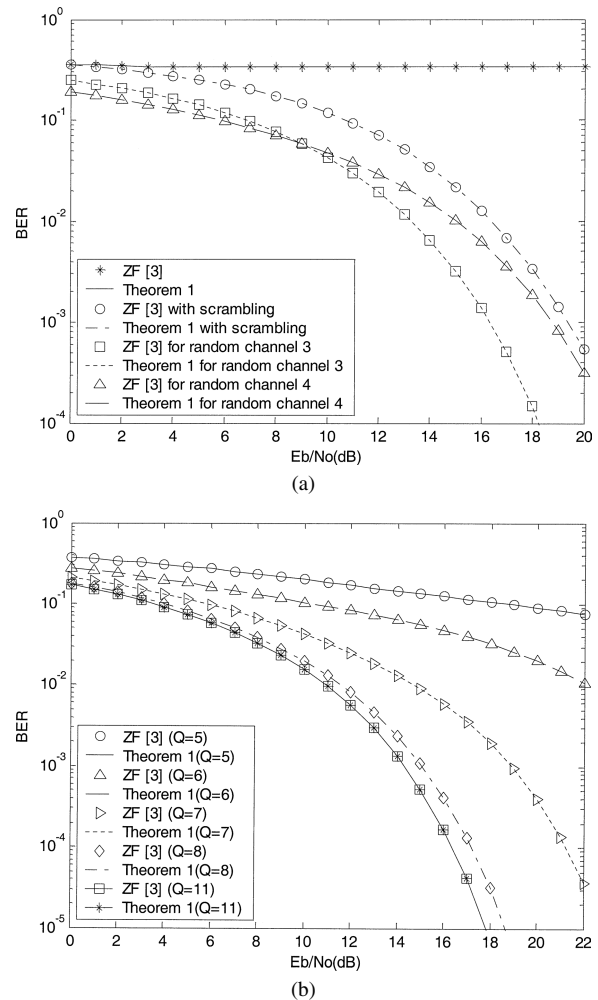 10^0
10^-1
10^-2
10^-3
10^-4
BER
ZF [3]
Theorem 1
ZF [3] with scrambling
Theorem 1 with scrambling
ZF [3] for random channel 3
Theorem 1 for random channel 3
ZF [3] for random channel 4
Theorem 1 for random channel 4
0 2 4 6 8 10 12 14 16 18 20
Eb/No(dB)
(a)
10^0
10^-1
10^-2
10^-3
10^-4
10^-5
BER
ZF [3] (Q=5)
Theorem 1(Q=5)
ZF [3] (Q=6)
Theorem 1(Q=6)
ZF [3] (Q=7)
Theorem 1(Q=7)
ZF [3] (Q=8)
Theorem 1(Q=8)
ZF [3] (Q=11)
Theorem 1(Q=11)
0 2 4 6 8 10 12 14 16 18 20 22
Eb/No(dB)
(b)